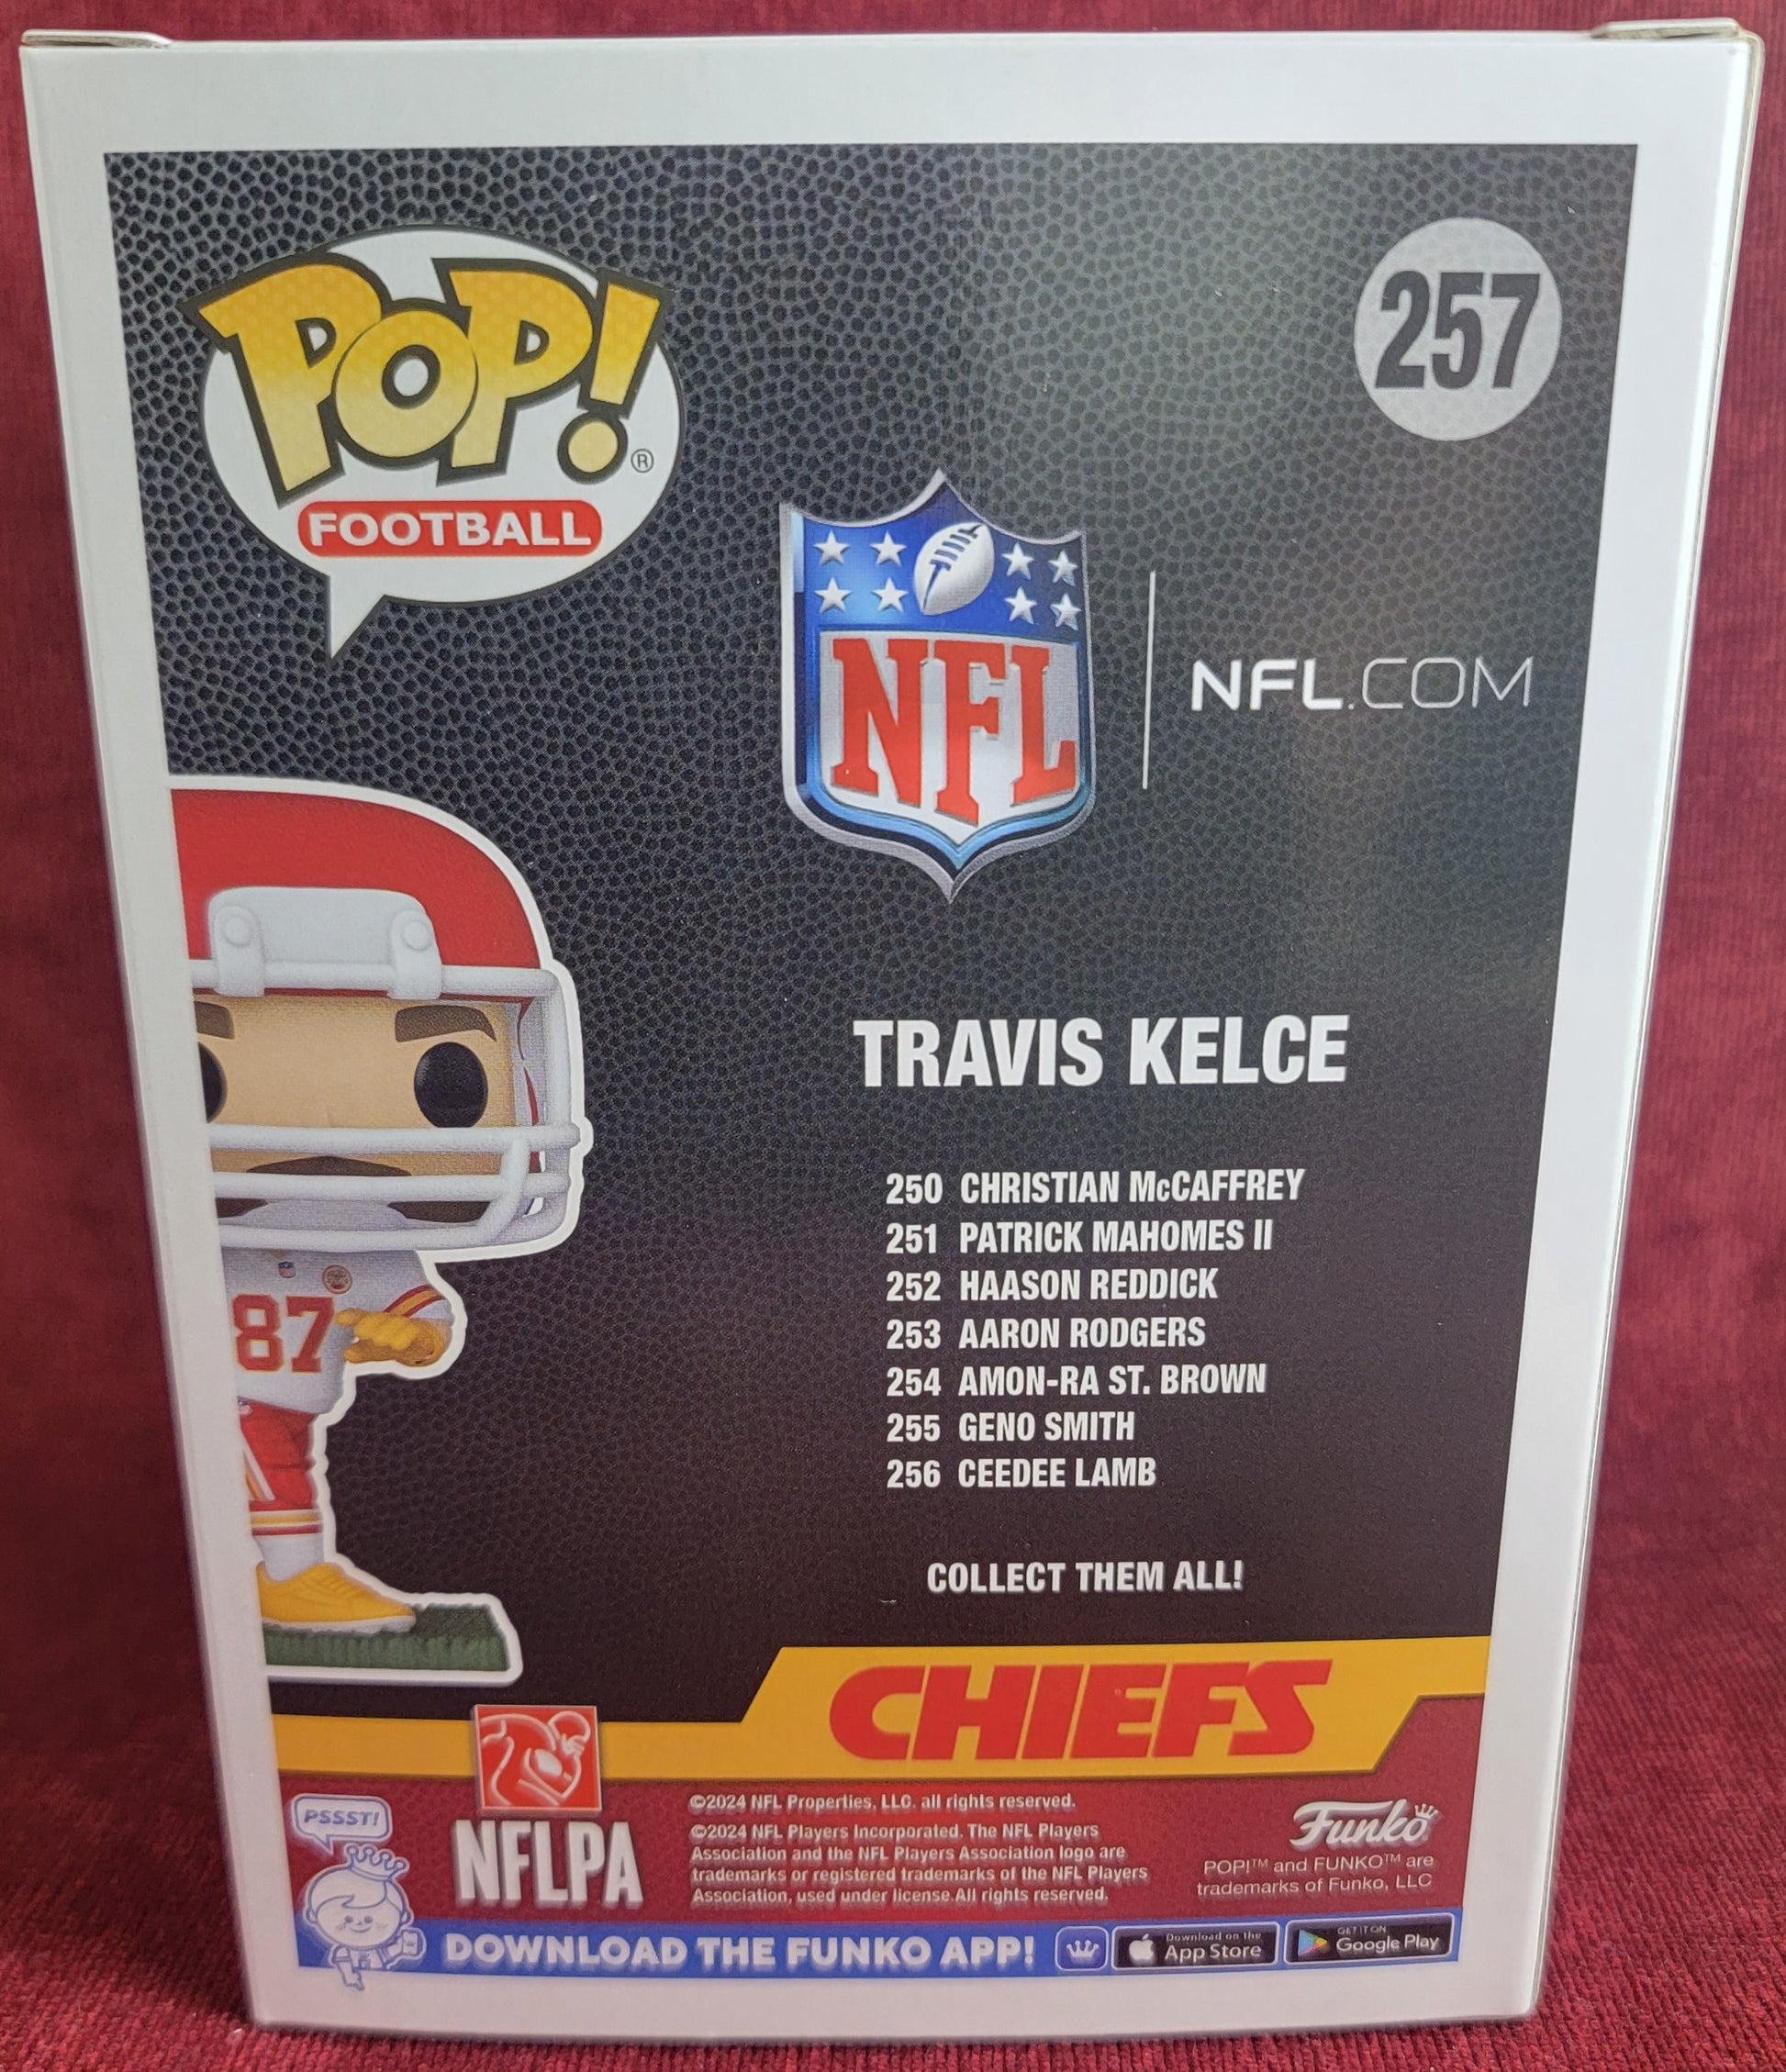 POP!®
FOOTBALL
257
NFL
NFL.COM
TRAVIS KELCE
250 CHRISTIAN McCAFFREY
251 PATRICK MAHOMES II
252 HAASON REDDICK
253 AARON RODGERS
254 AMON-RA ST. BROWN
255 GENO SMITH
256 CEEDEE LAMB
COLLECT THEM ALL!
87
CHIEFS
NFLPA
©2024 NFL Properties, LLC. all rights reserved.
©2024 NFL Players Incorporated. The NFL Players
Association and the NFL Players Association logo are
trademarks or registered trademarks of the NFL Players
Association, used under license.All rights reserved.
Funko
POP!™ and FUNKO™ are
trademarks of Funko, LLC
PSSST!
DOWNLOAD THE FUNKO APP!
Download on the
App Store
GET IT ON
Google Play